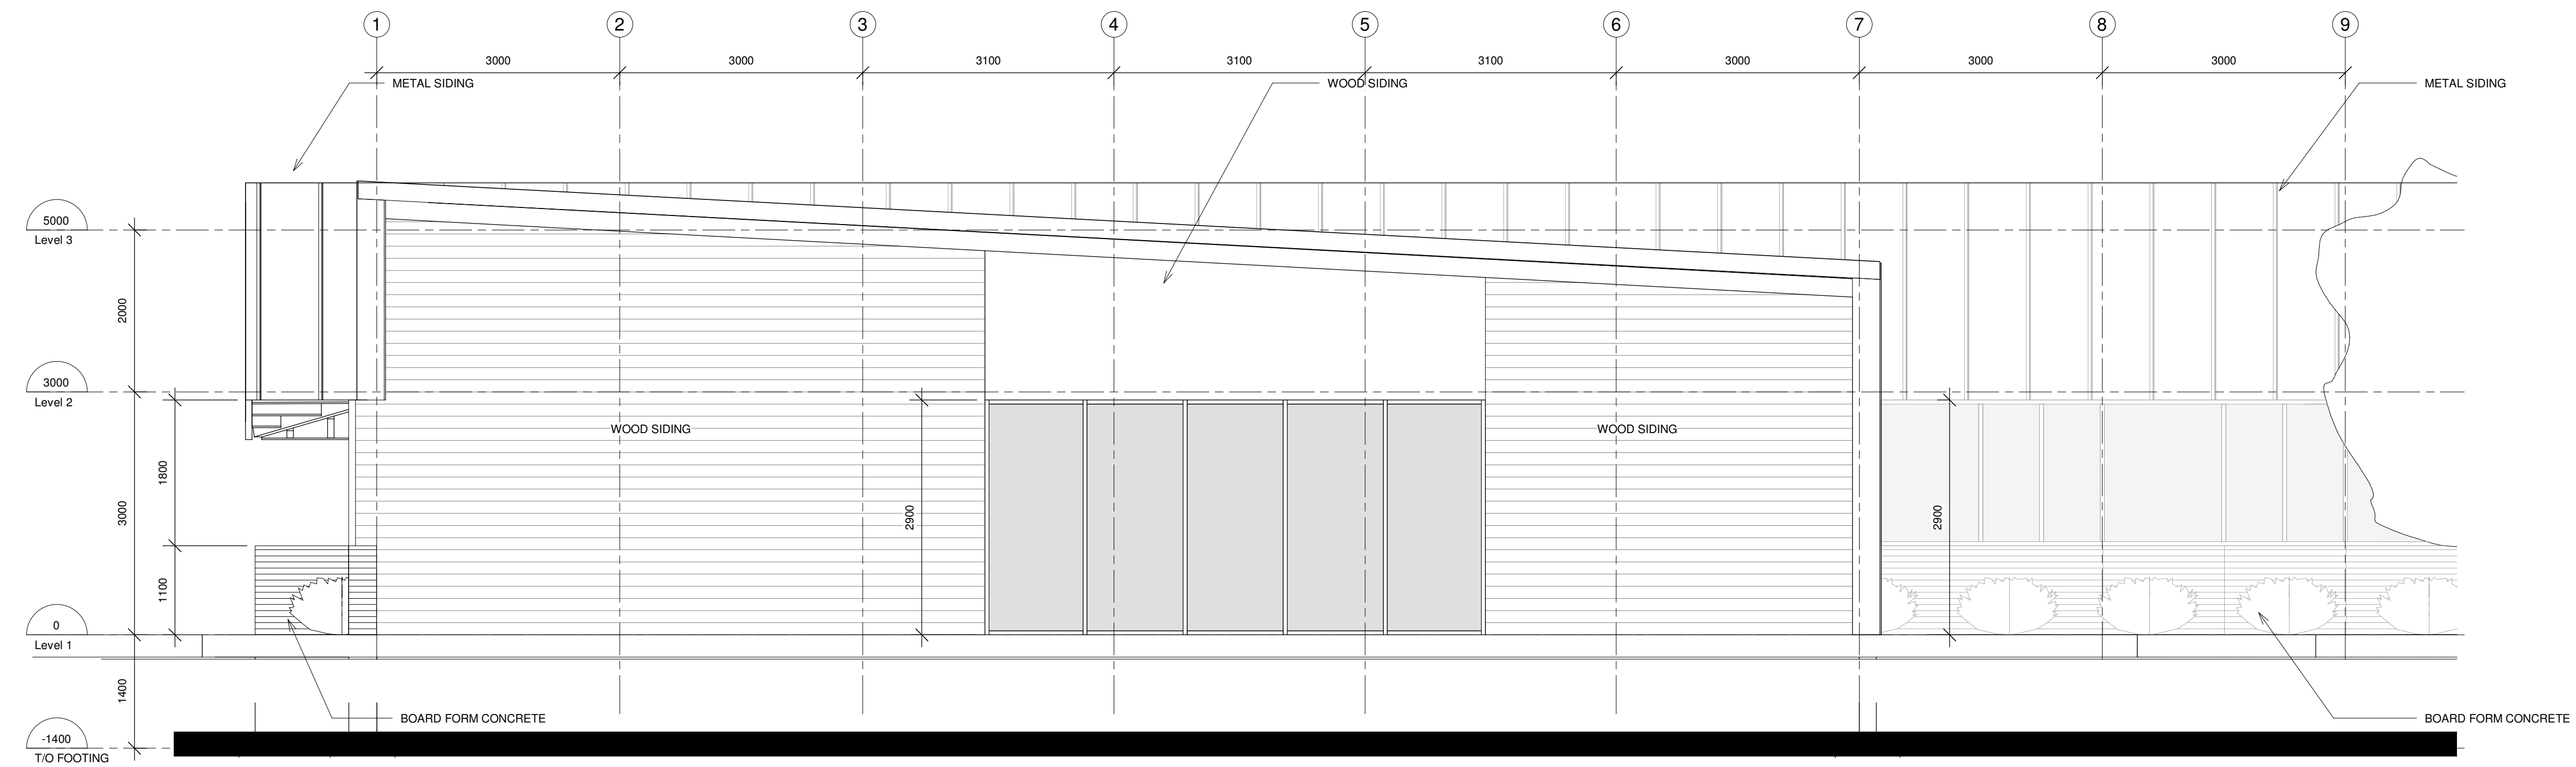 1 2 3 4 5 6 7 8 9
3000 3000 3100 3100 3100 3000 3000 3000
METAL SIDING WOOD SIDING METAL SIDING
5000
Level 3
2000
3000
Level 2
WOOD SIDING WOOD SIDING
1800
3000
2900
2900
1100
0
Level 1
1400
BOARD FORM CONCRETE BOARD FORM CONCRETE
-1400
T/O FOOTING